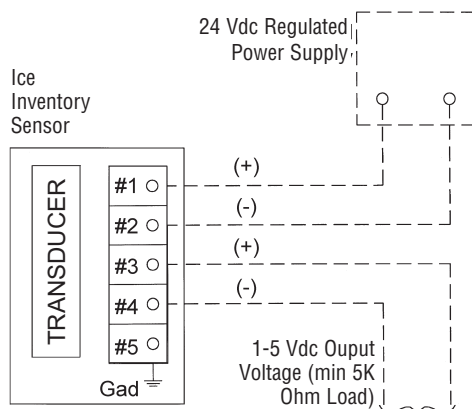 24 Vdc Regulated
Power Supply
Ice
Inventory
Sensor
TRANSDUCER
#1
#2
#3
#4
#5
Gad
(+)
(-)
(+)
(-)
1-5 Vdc Ouput
Voltage (min 5K
Ohm Load)